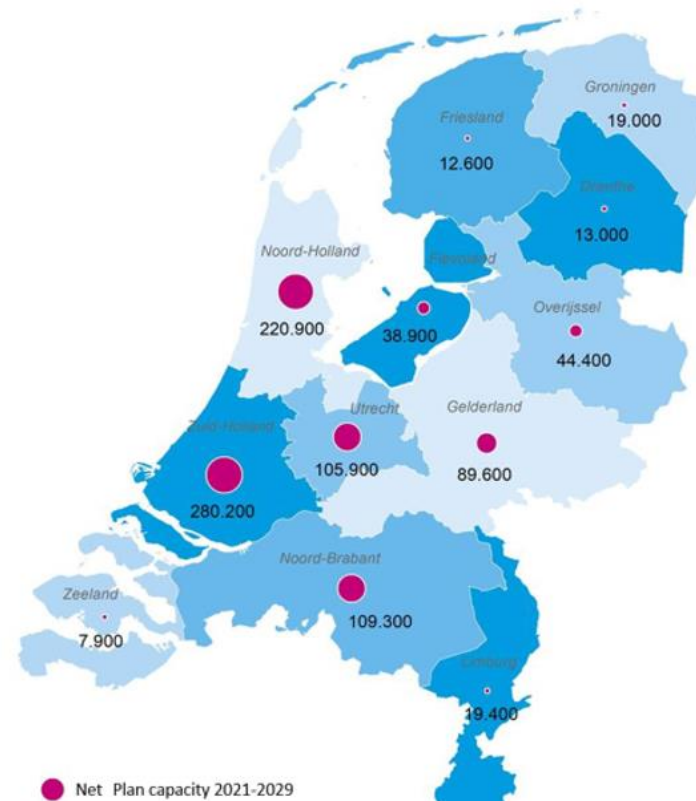 Groningen
19.000
Friesland
12.600
Drenthe
13.000
Noord-Holland
220.900
Flevoland
38.900
Overijssel
44.400
Utrecht
105.900
Gelderland
89.600
Zuid-Holland
280.200
Noord-Brabant
109.300
Zeeland
7.900
Limburg
19.400
Net Plan capacity 2021-2029